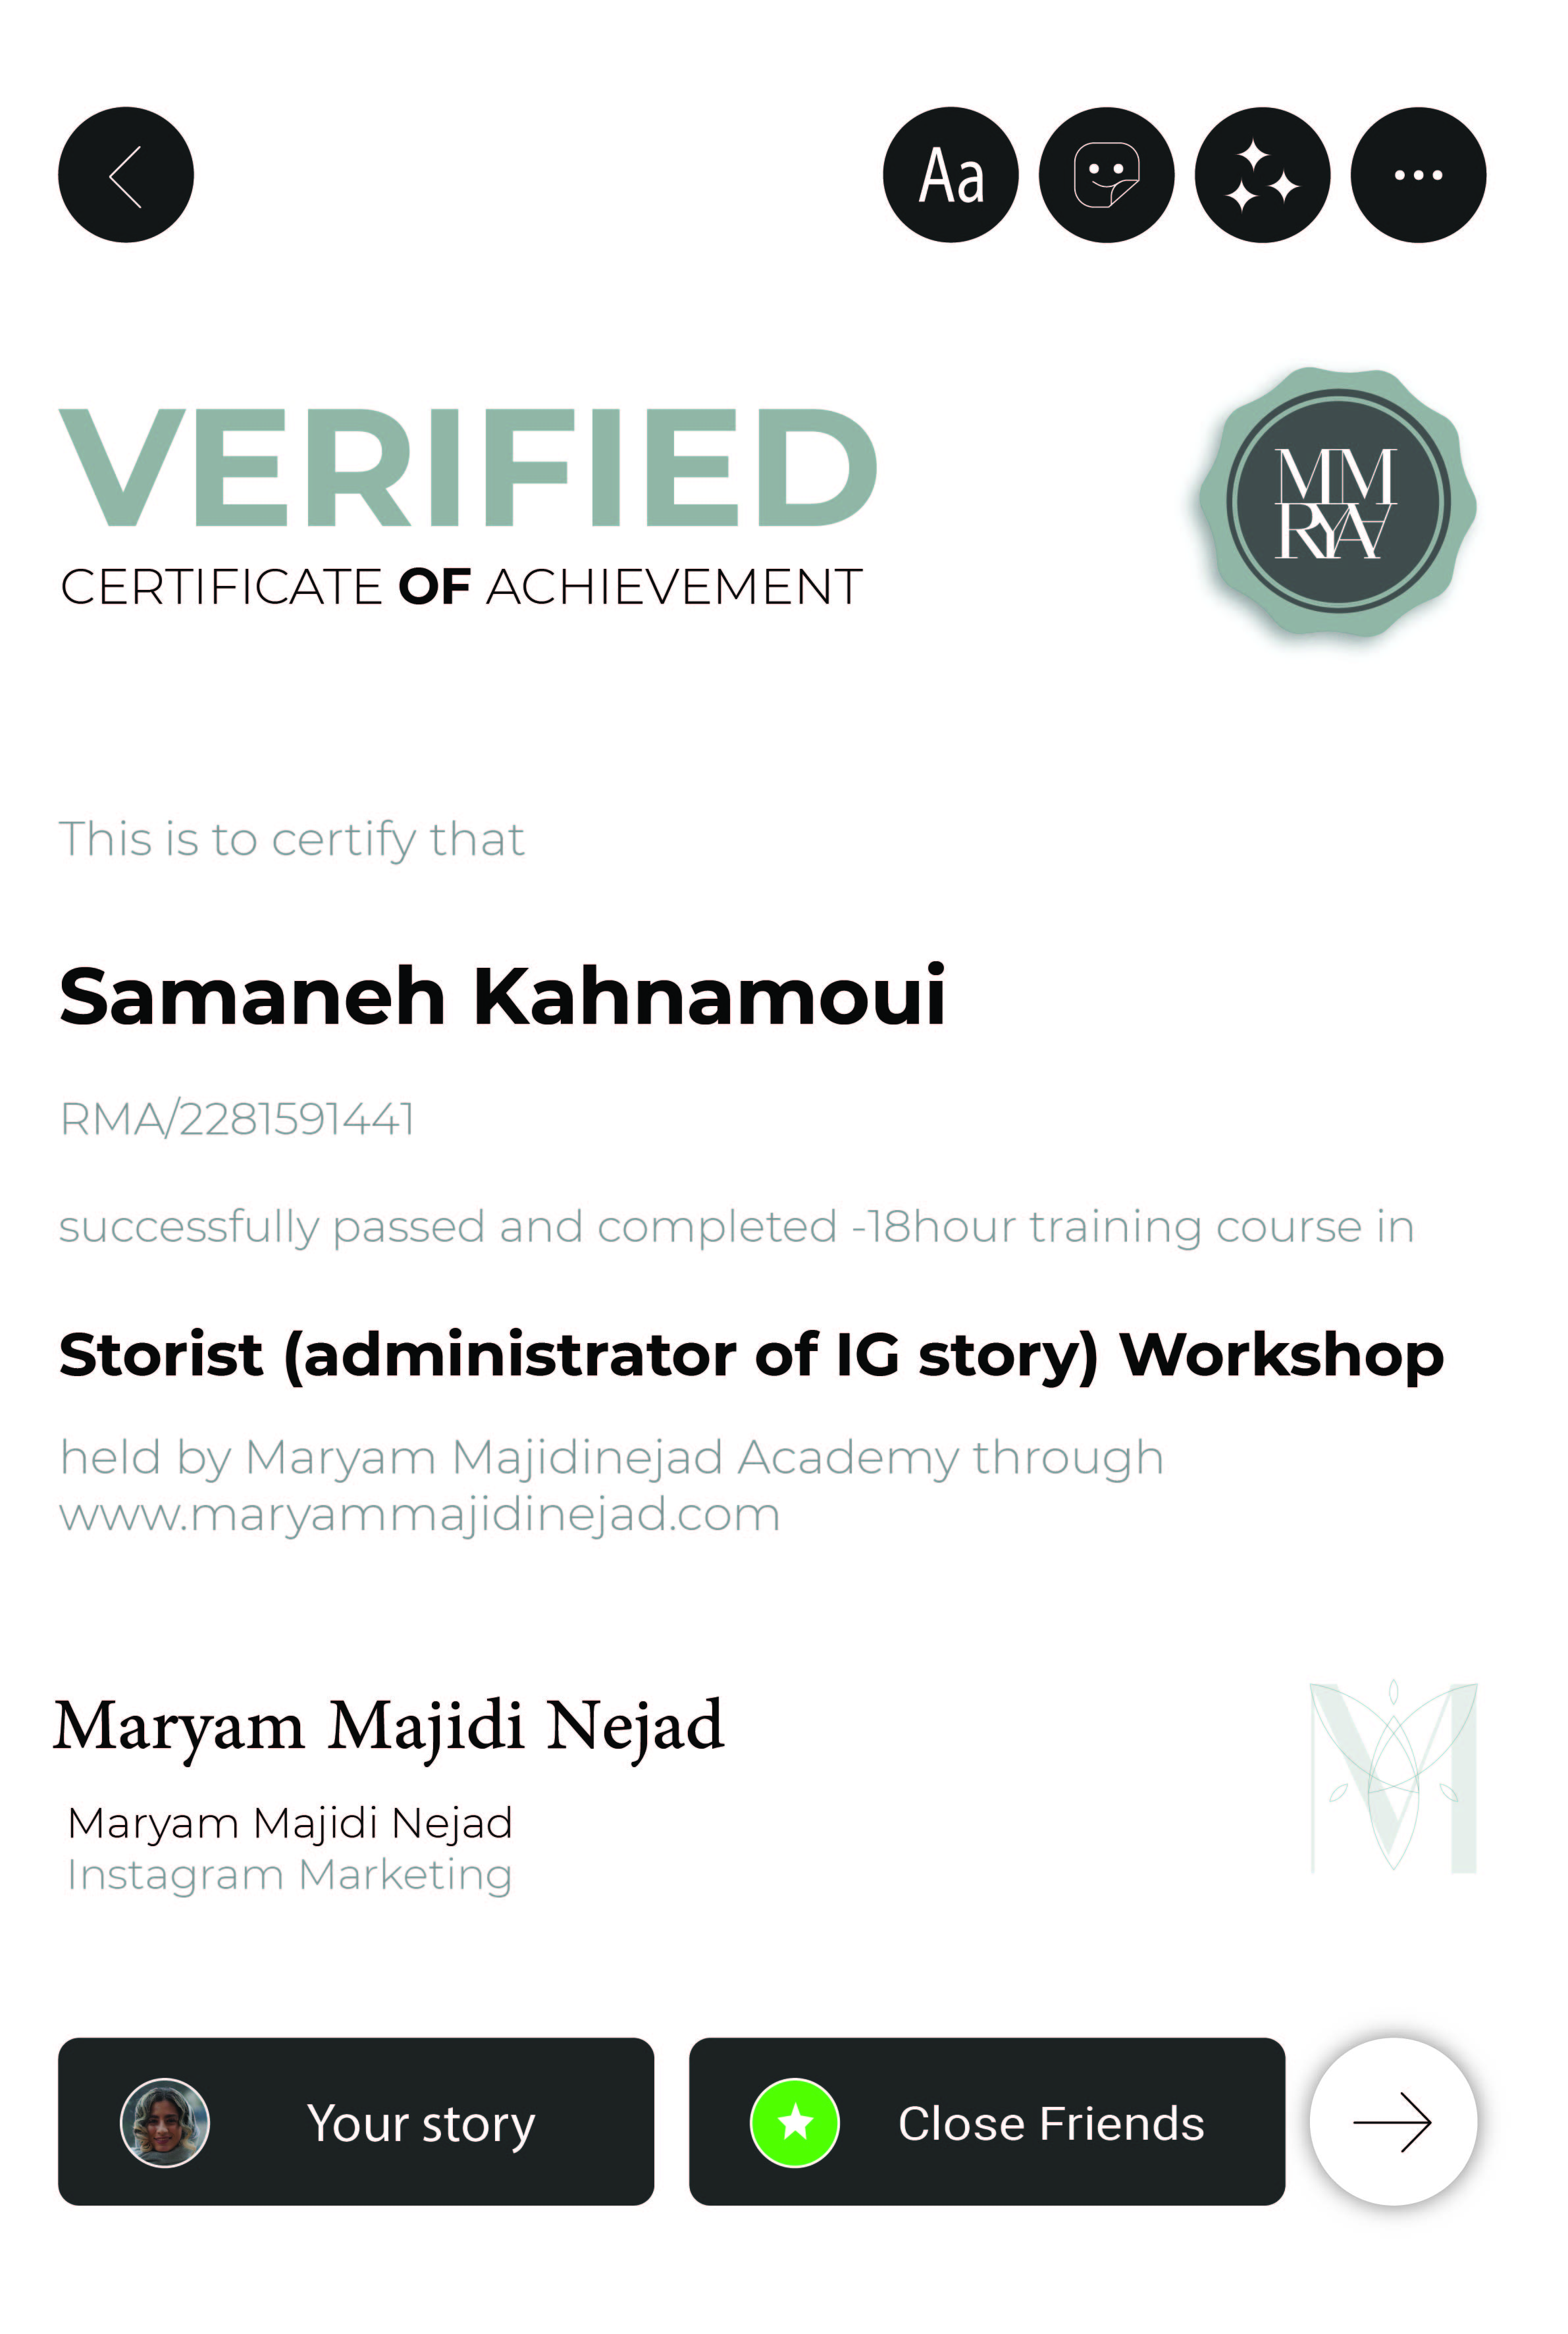 Aa
VERIFIED
CERTIFICATE OF ACHIEVEMENT
MM
RYA
This is to certify that
Samaneh Kahnamoui
RMA/2281591441
successfully passed and completed -18hour training course in
Storist (administrator of IG story) Workshop
held by Maryam Majidinejad Academy through
www.maryammajidinejad.com
Maryam Majidi Nejad
Maryam Majidi Nejad
Instagram Marketing
M
Your story
Close Friends